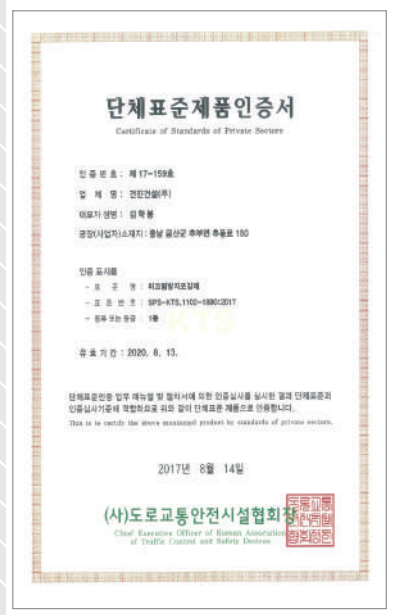 단체표준제품인증서
Certificate of Standards of Private Sectors
인 증 번 호 : 제 17-159호
업 체 명 : 건진건설(주)
대표자 성명 : 김학봉
공장(사업자)소재지 : 충남 금산군 추부면 추풍로 150
인증 표시품
- 표 준 명 : 미끄럼방지포장재
- 표 준 번 호 : SPS-KTS.1102-1890:2017
- 종류 또는 등급 : 1종
KTS
유 효 기 간 : 2020. 8. 13.
단체표준인증 업무 매뉴얼 및 절차서에 의한 인증심사를 실시한 결과 단체표준과
인증심사기준에 적합하므로 위와 같이 단체표준 제품으로 인증합니다.
This is to certify the above mentioned product by standards of private sectors.
2017년 8월 14일
(사)도로교통안전시설협회장
Chief Executive Officer of Korean Association
of Traffic Control and Safety Devices